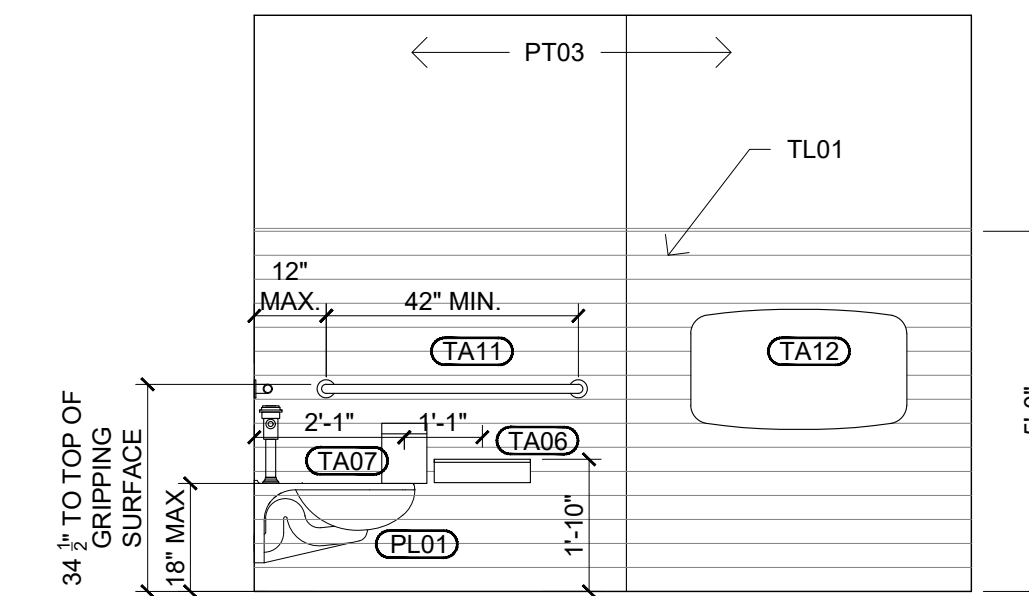 PT03
TL01
12"
MAX.
42" MIN.
TA11
TA12
34 1/2" TO TOP OF
GRIPPING
SURFACE
2'-1"
1'-1"
TA06
TA07
18" MAX
PL01
1'-10"